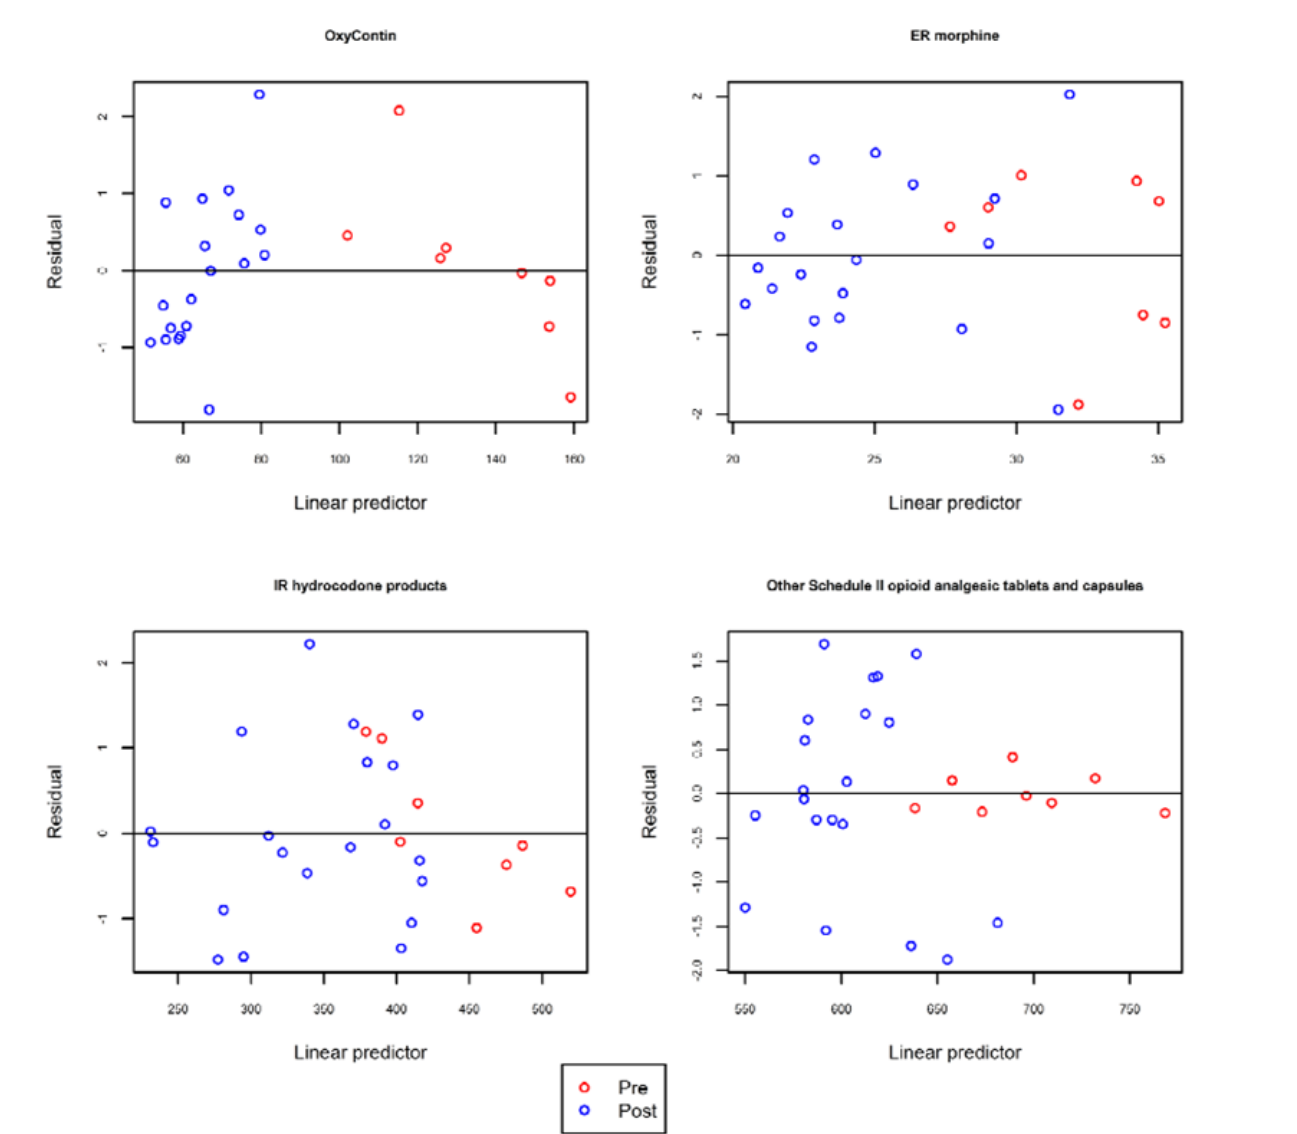 OxyContin
Residual
2
1
0
-1
60 80 100 120 140 160
Linear predictor
ER morphine
Residual
2
1
0
-1
-2
20 25 30 35
Linear predictor
IR hydrocodone products
Residual
2
1
0
-1
250 300 350 400 450 500
Linear predictor
Other Schedule II opioid analgesic tablets and capsules
Residual
1.5
1.0
0.5
0.0
-0.5
-1.0
-1.5
-2.0
550 600 650 700 750
Linear predictor
Pre
Post